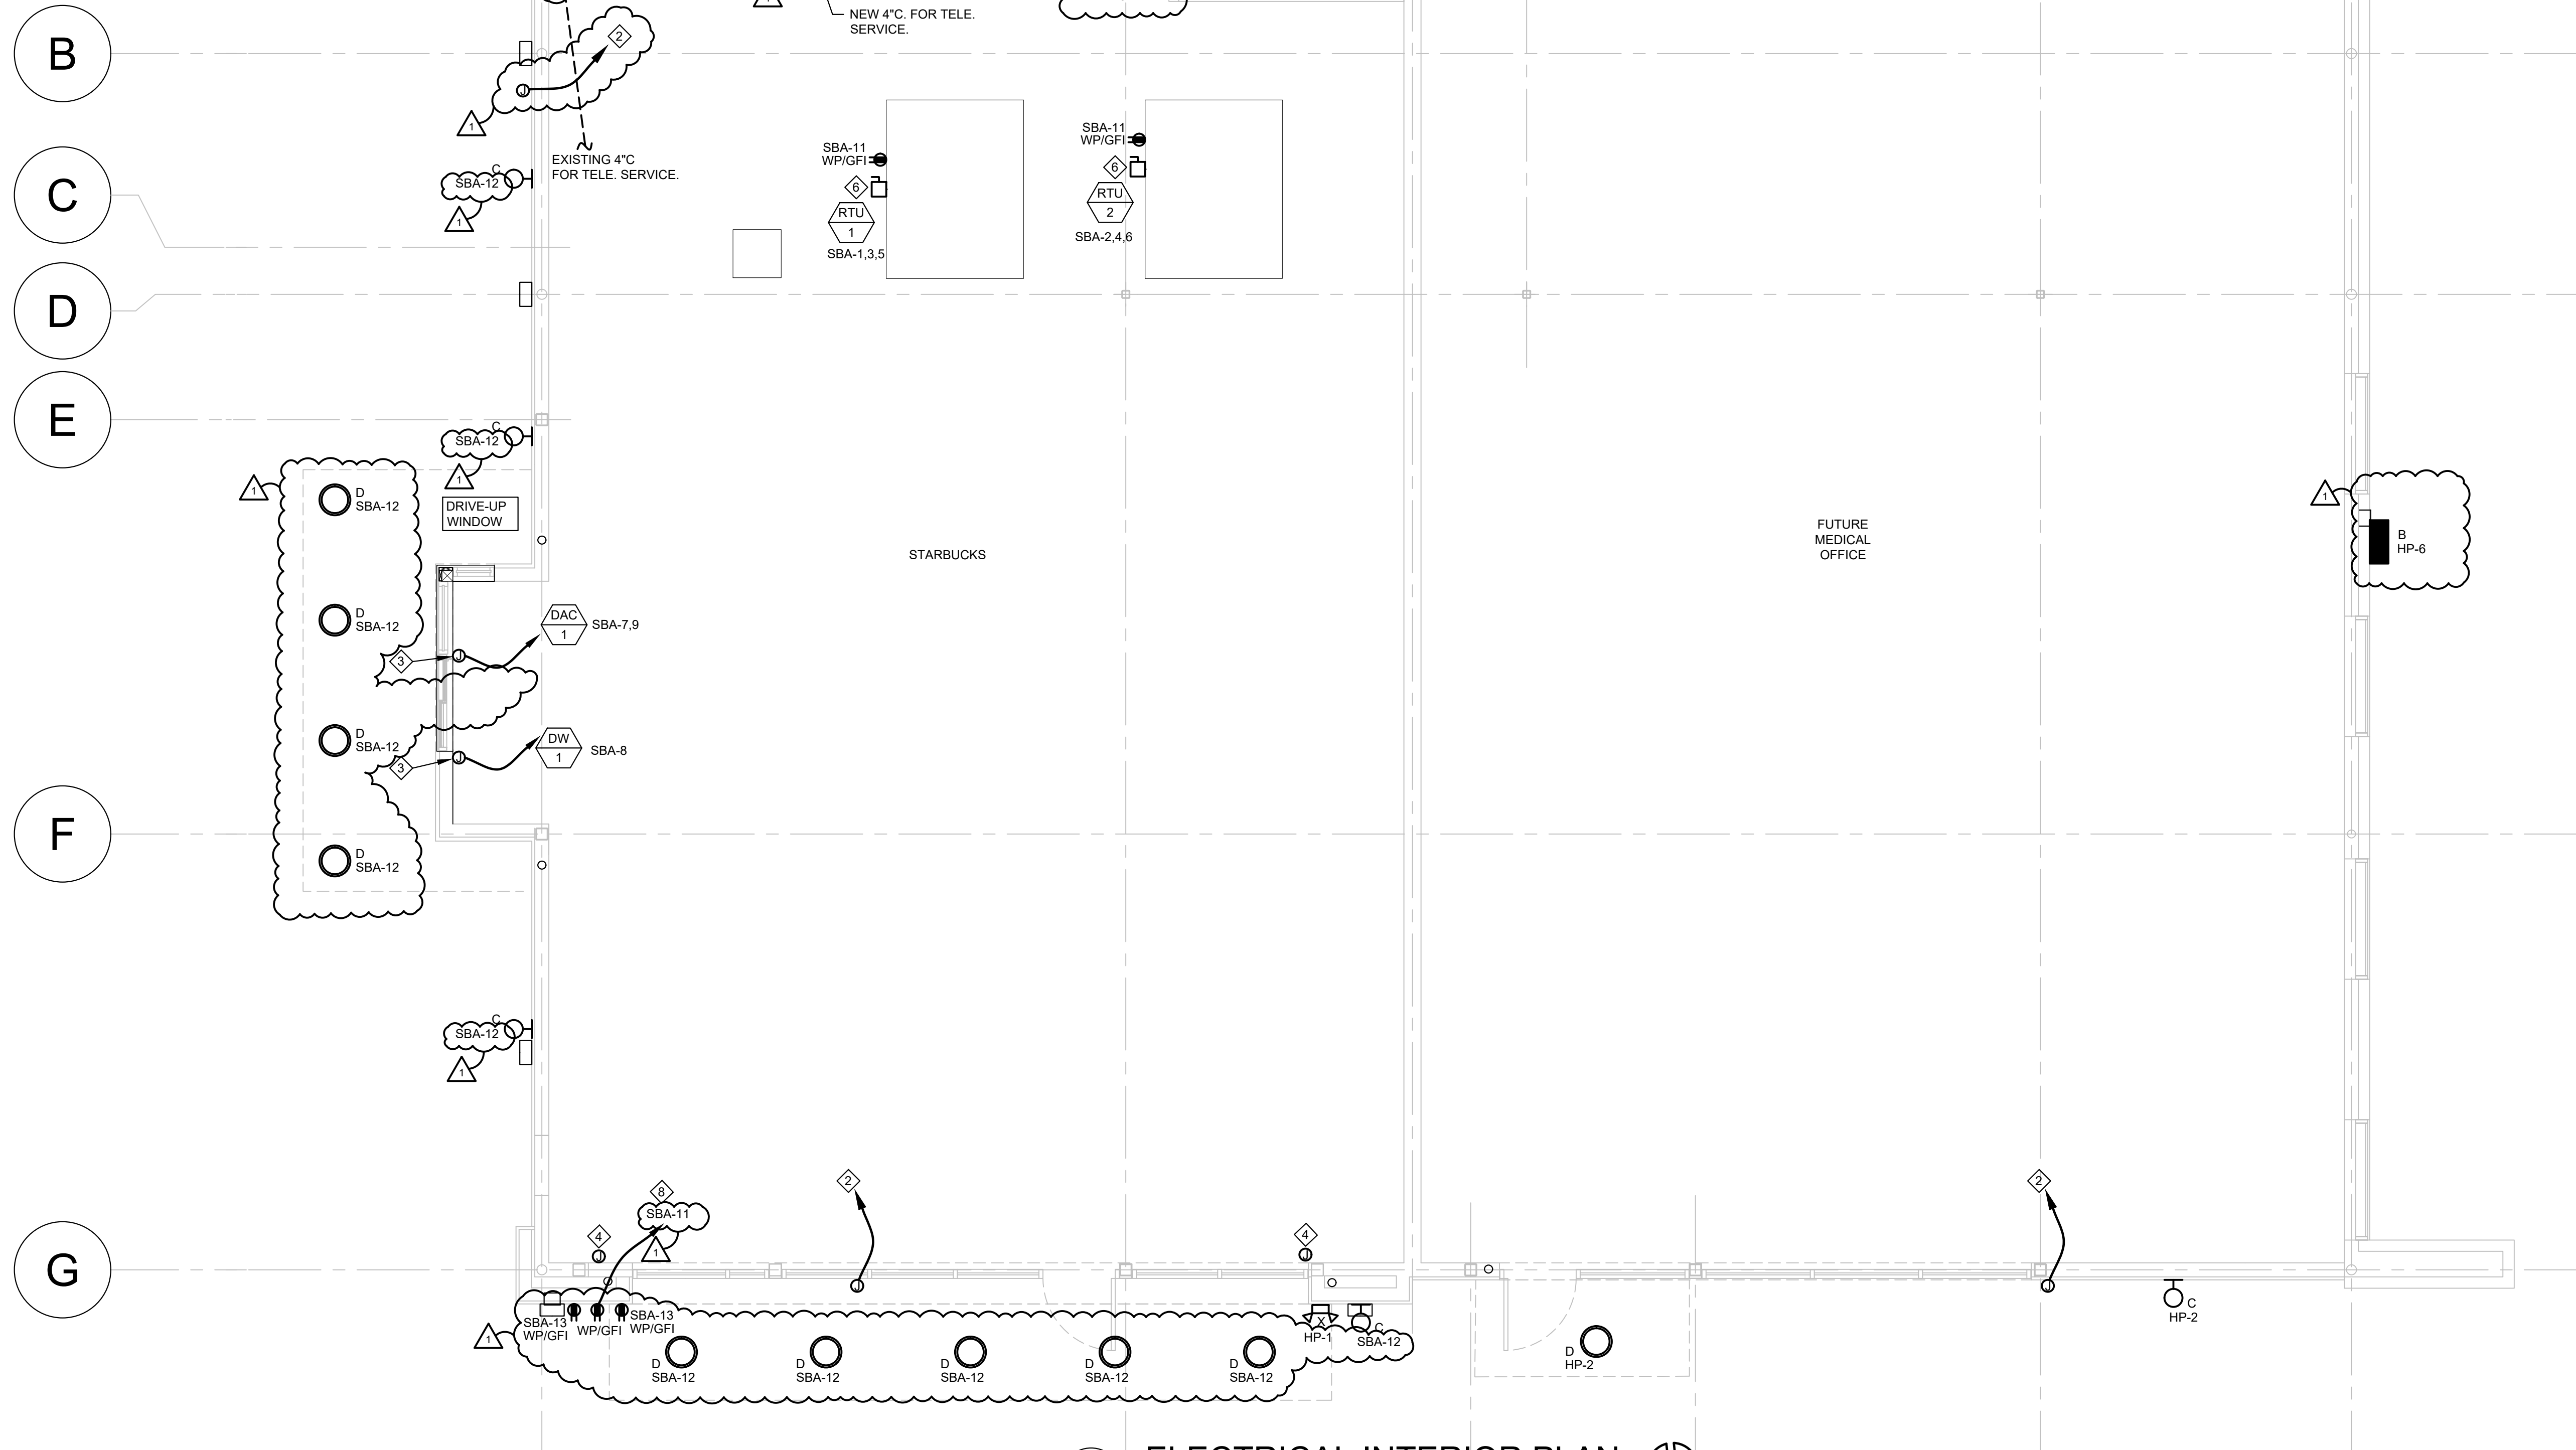 NEW 4"C. FOR TELE.
SERVICE.
B
2
J
1
EXISTING 4"C
FOR TELE. SERVICE.
C
C
SBA-12
1
SBA-11
WP/GFI
6
RTU
1
SBA-1,3,5
SBA-11
WP/GFI
6
RTU
2
SBA-2,4,6
D
E
C
SBA-12
1
1
D
SBA-12
DRIVE-UP
WINDOW
STARBUCKS
FUTURE
MEDICAL
OFFICE
1
B
HP-6
D
SBA-12
DAC
1
SBA-7,9
3
J
D
SBA-12
DW
1
SBA-8
3
J
F
D
SBA-12
C
SBA-12
1
G
8
SBA-11
1
2
J
4
J
4
J
2
J
1
SBA-13
WP/GFI
WP/GFI
SBA-13
WP/GFI
X
HP-1
C
SBA-12
C
HP-2
D
SBA-12
D
SBA-12
D
SBA-12
D
SBA-12
D
SBA-12
D
HP-2
ELECTRICAL INTERIOR PLAN